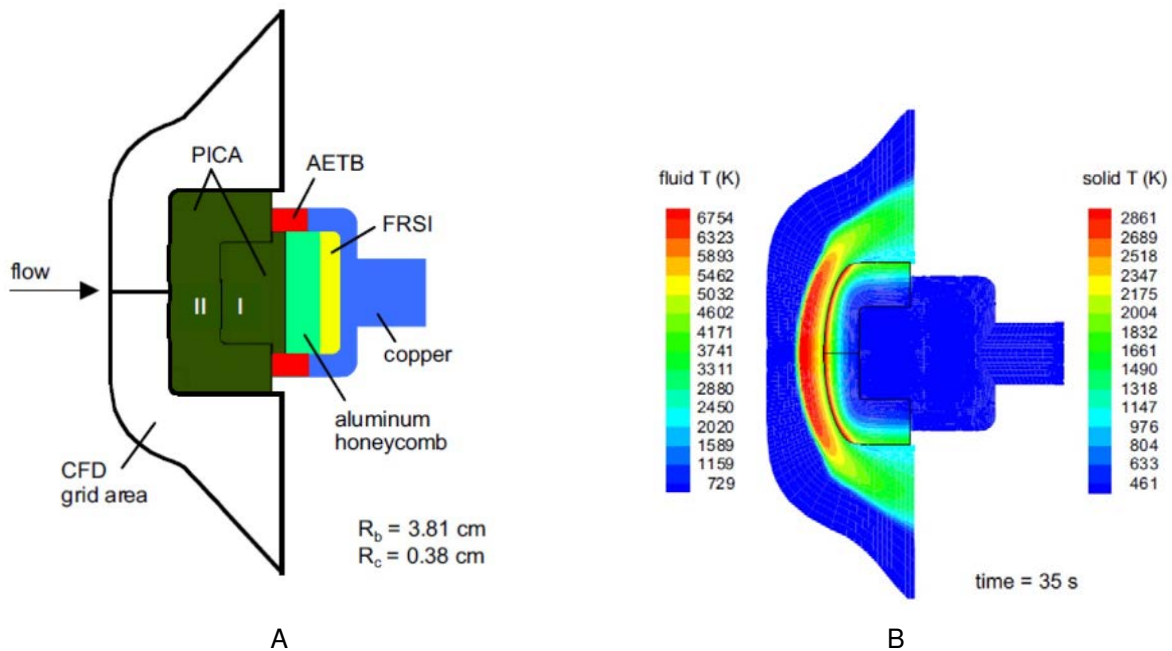 PICA
AETB
FRSI
flow
II
I
copper
aluminum
honeycomb
CFD
grid area
R_b = 3.81 cm
R_c = 0.38 cm
A
fluid T (K)
6754
6323
5893
5462
5032
4602
4171
3741
3311
2880
2450
2020
1589
1159
729
solid T (K)
2861
2689
2518
2347
2175
2004
1832
1661
1490
1318
1147
976
804
633
461
time = 35 s
B